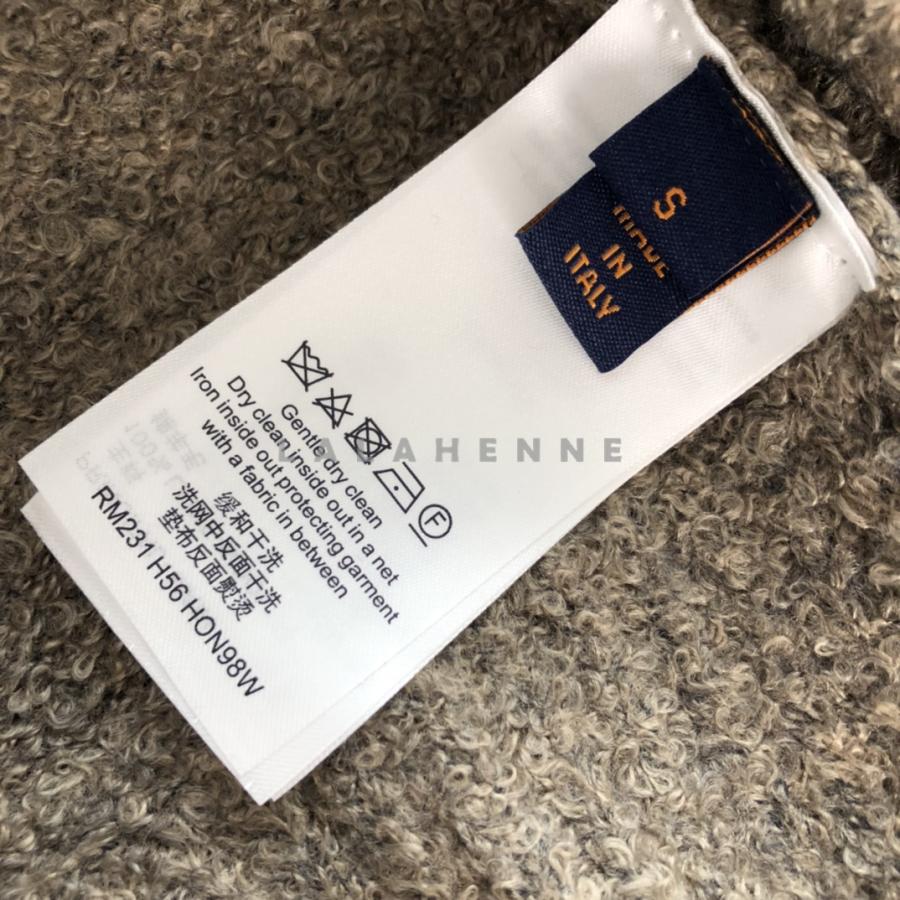 S
MADE
IN
ITALY
F
Gentle dry clean
Dry clean inside out in a net
Iron inside out protecting garment
with a fabric in between
缓和干洗
洗网中反面干洗
垫布反面熨烫
RM231 H56 HON98W
LALAHENNE